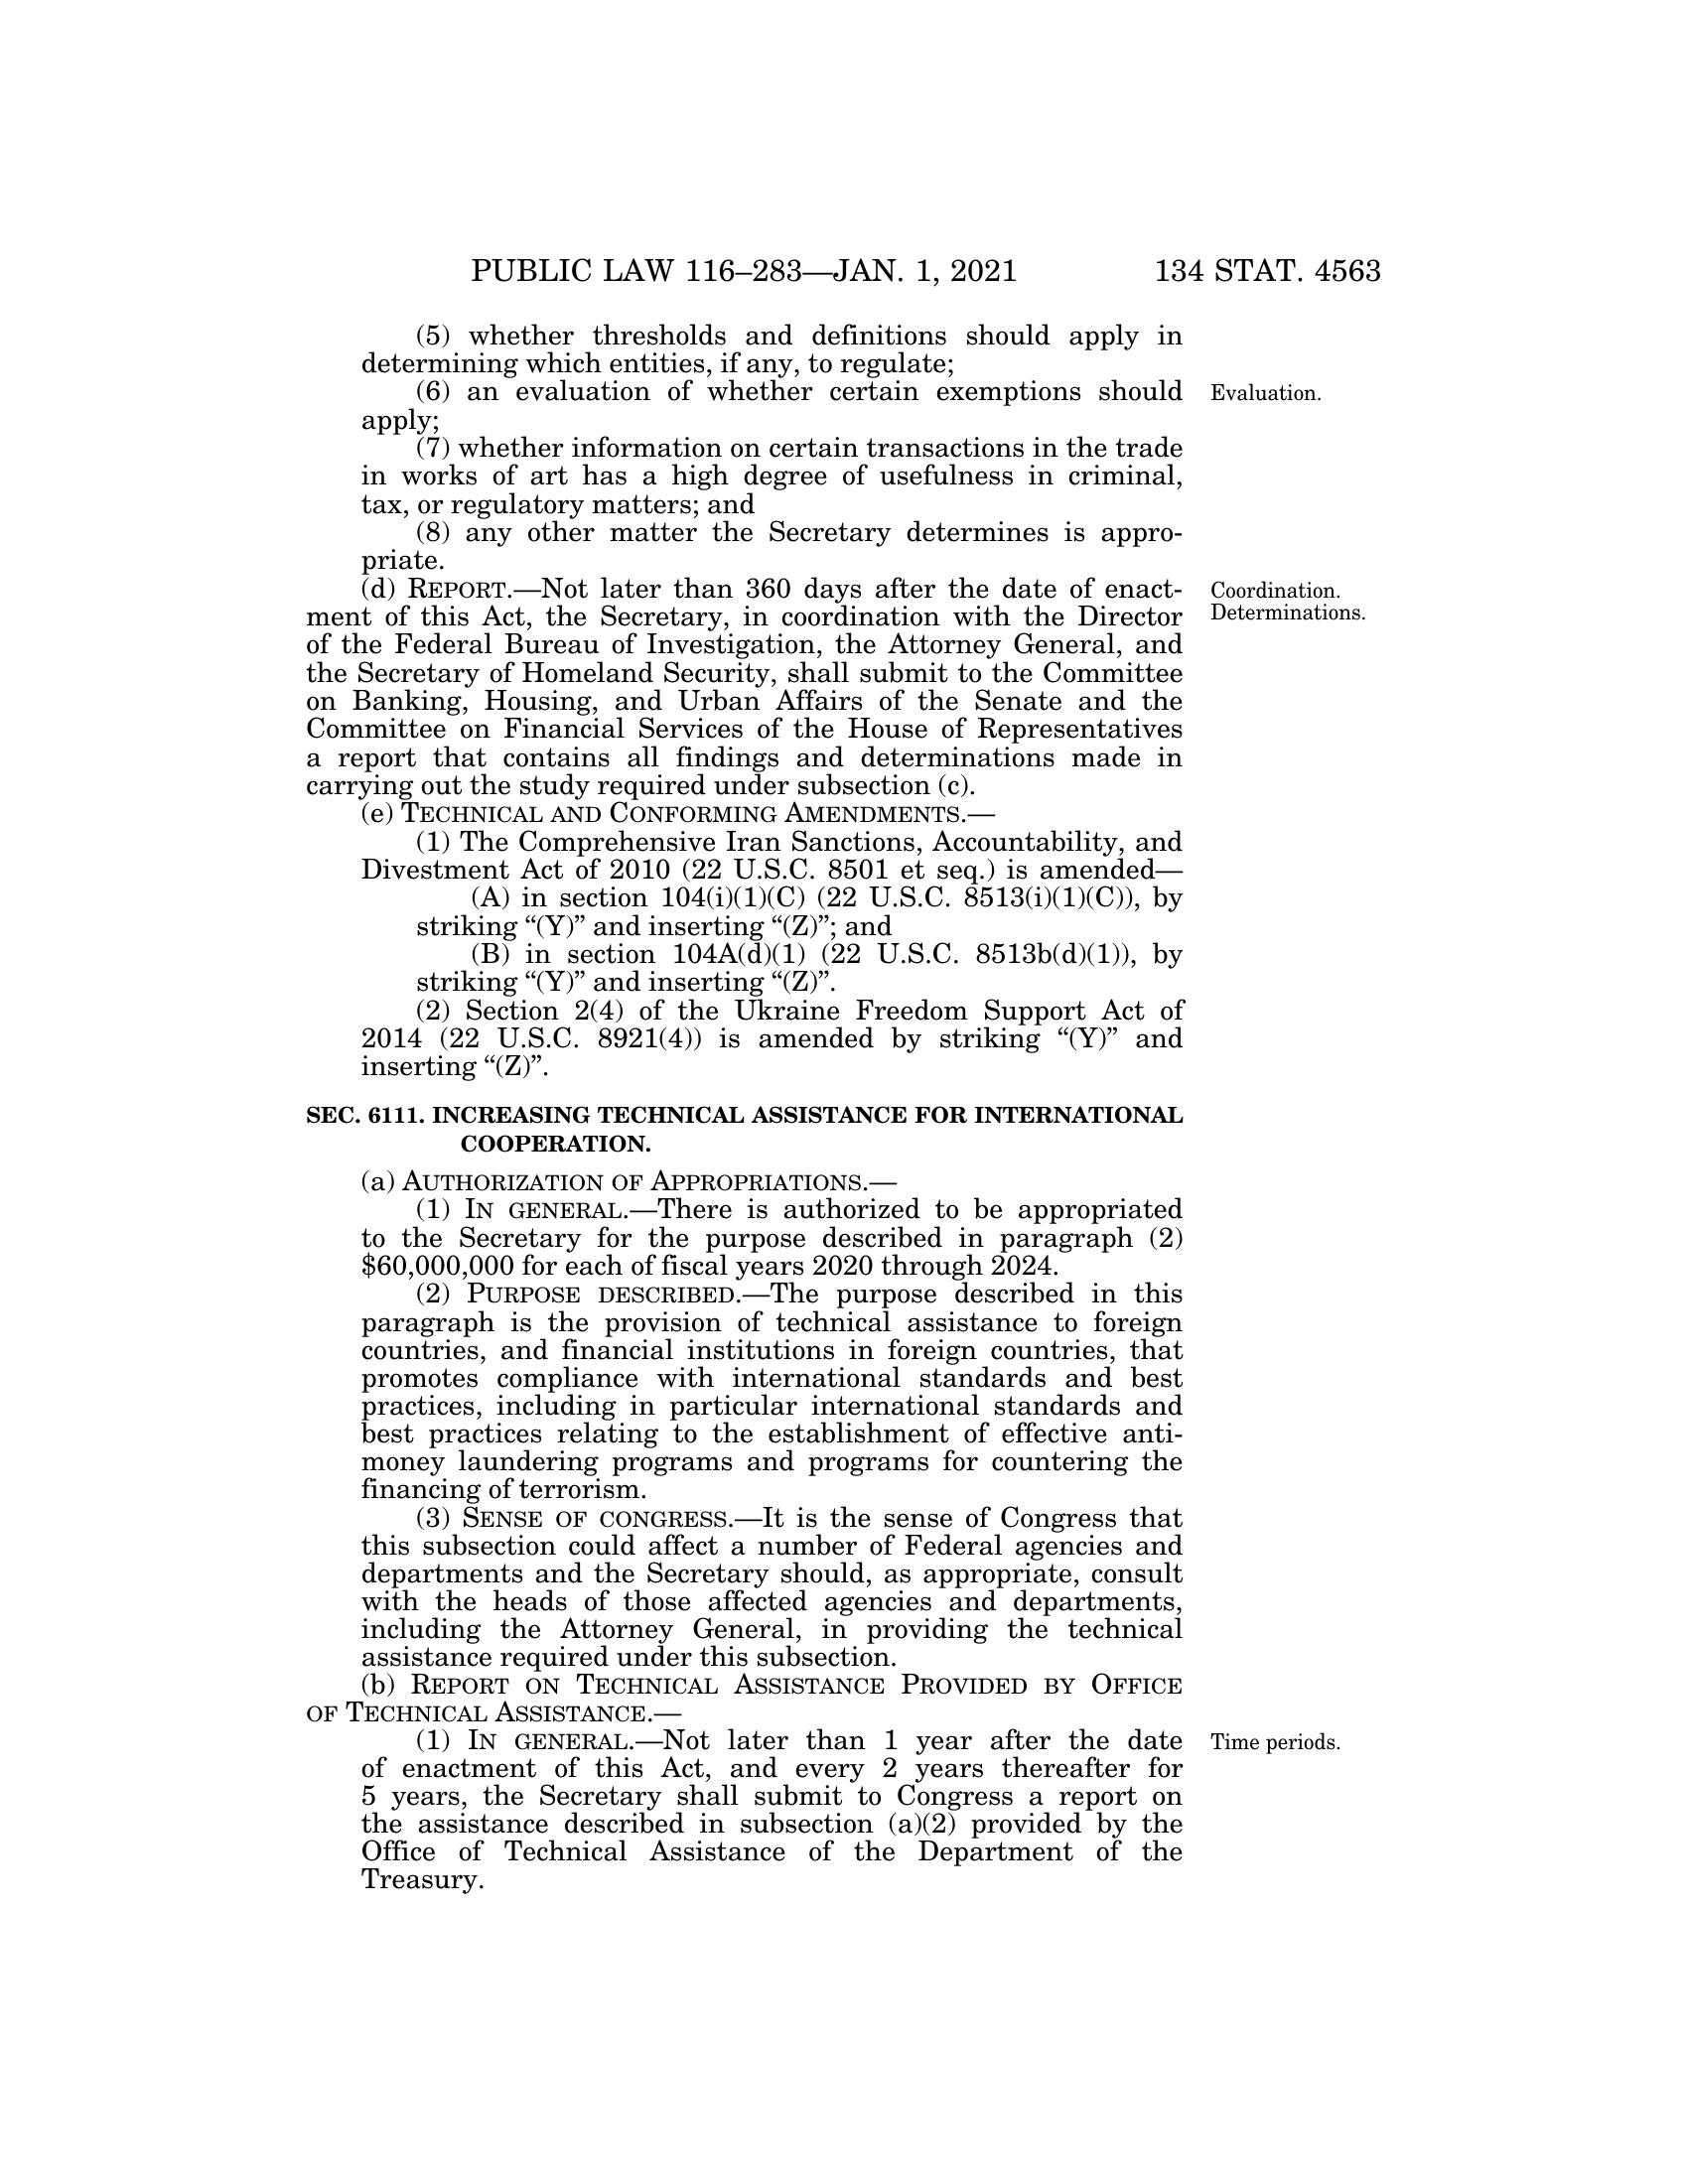 PUBLIC LAW 116–283—JAN. 1, 2021 134 STAT. 4563
(5) whether thresholds and definitions should apply in
determining which entities, if any, to regulate;
(6) an evaluation of whether certain exemptions should
apply;
Evaluation.
(7) whether information on certain transactions in the trade
in works of art has a high degree of usefulness in criminal,
tax, or regulatory matters; and
(8) any other matter the Secretary determines is appro-
priate.
(d) REPORT.—Not later than 360 days after the date of enact-
ment of this Act, the Secretary, in coordination with the Director
of the Federal Bureau of Investigation, the Attorney General, and
the Secretary of Homeland Security, shall submit to the Committee
on Banking, Housing, and Urban Affairs of the Senate and the
Committee on Financial Services of the House of Representatives
a report that contains all findings and determinations made in
carrying out the study required under subsection (c).
Coordination.
Determinations.
(e) TECHNICAL AND CONFORMING AMENDMENTS.—
(1) The Comprehensive Iran Sanctions, Accountability, and
Divestment Act of 2010 (22 U.S.C. 8501 et seq.) is amended—
(A) in section 104(i)(1)(C) (22 U.S.C. 8513(i)(1)(C)), by
striking “(Y)” and inserting “(Z)”; and
(B) in section 104A(d)(1) (22 U.S.C. 8513b(d)(1)), by
striking “(Y)” and inserting “(Z)”.
(2) Section 2(4) of the Ukraine Freedom Support Act of
2014 (22 U.S.C. 8921(4)) is amended by striking “(Y)” and
inserting “(Z)”.
SEC. 6111. INCREASING TECHNICAL ASSISTANCE FOR INTERNATIONAL
COOPERATION.
(a) AUTHORIZATION OF APPROPRIATIONS.—
(1) IN GENERAL.—There is authorized to be appropriated
to the Secretary for the purpose described in paragraph (2)
$60,000,000 for each of fiscal years 2020 through 2024.
(2) PURPOSE DESCRIBED.—The purpose described in this
paragraph is the provision of technical assistance to foreign
countries, and financial institutions in foreign countries, that
promotes compliance with international standards and best
practices, including in particular international standards and
best practices relating to the establishment of effective anti-
money laundering programs and programs for countering the
financing of terrorism.
(3) SENSE OF CONGRESS.—It is the sense of Congress that
this subsection could affect a number of Federal agencies and
departments and the Secretary should, as appropriate, consult
with the heads of those affected agencies and departments,
including the Attorney General, in providing the technical
assistance required under this subsection.
(b) REPORT ON TECHNICAL ASSISTANCE PROVIDED BY OFFICE
OF TECHNICAL ASSISTANCE.—
(1) IN GENERAL.—Not later than 1 year after the date
of enactment of this Act, and every 2 years thereafter for
5 years, the Secretary shall submit to Congress a report on
the assistance described in subsection (a)(2) provided by the
Office of Technical Assistance of the Department of the
Treasury.
Time periods.